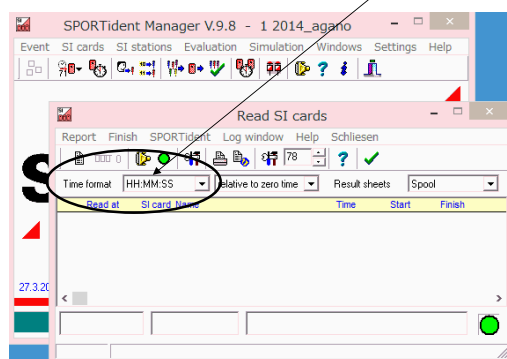 SPORTident Manager V.9.8 - 1 2014_agano
Event SI cards SI stations Evaluation Simulation Windows Settings Help
Read SI cards
Report Finish SPORTident Log window Help Schliesen
78
Time format HH:MM:SS elative to zero time Result sheets Spool
Read at SI card Name Time Start Finish
27.3.20